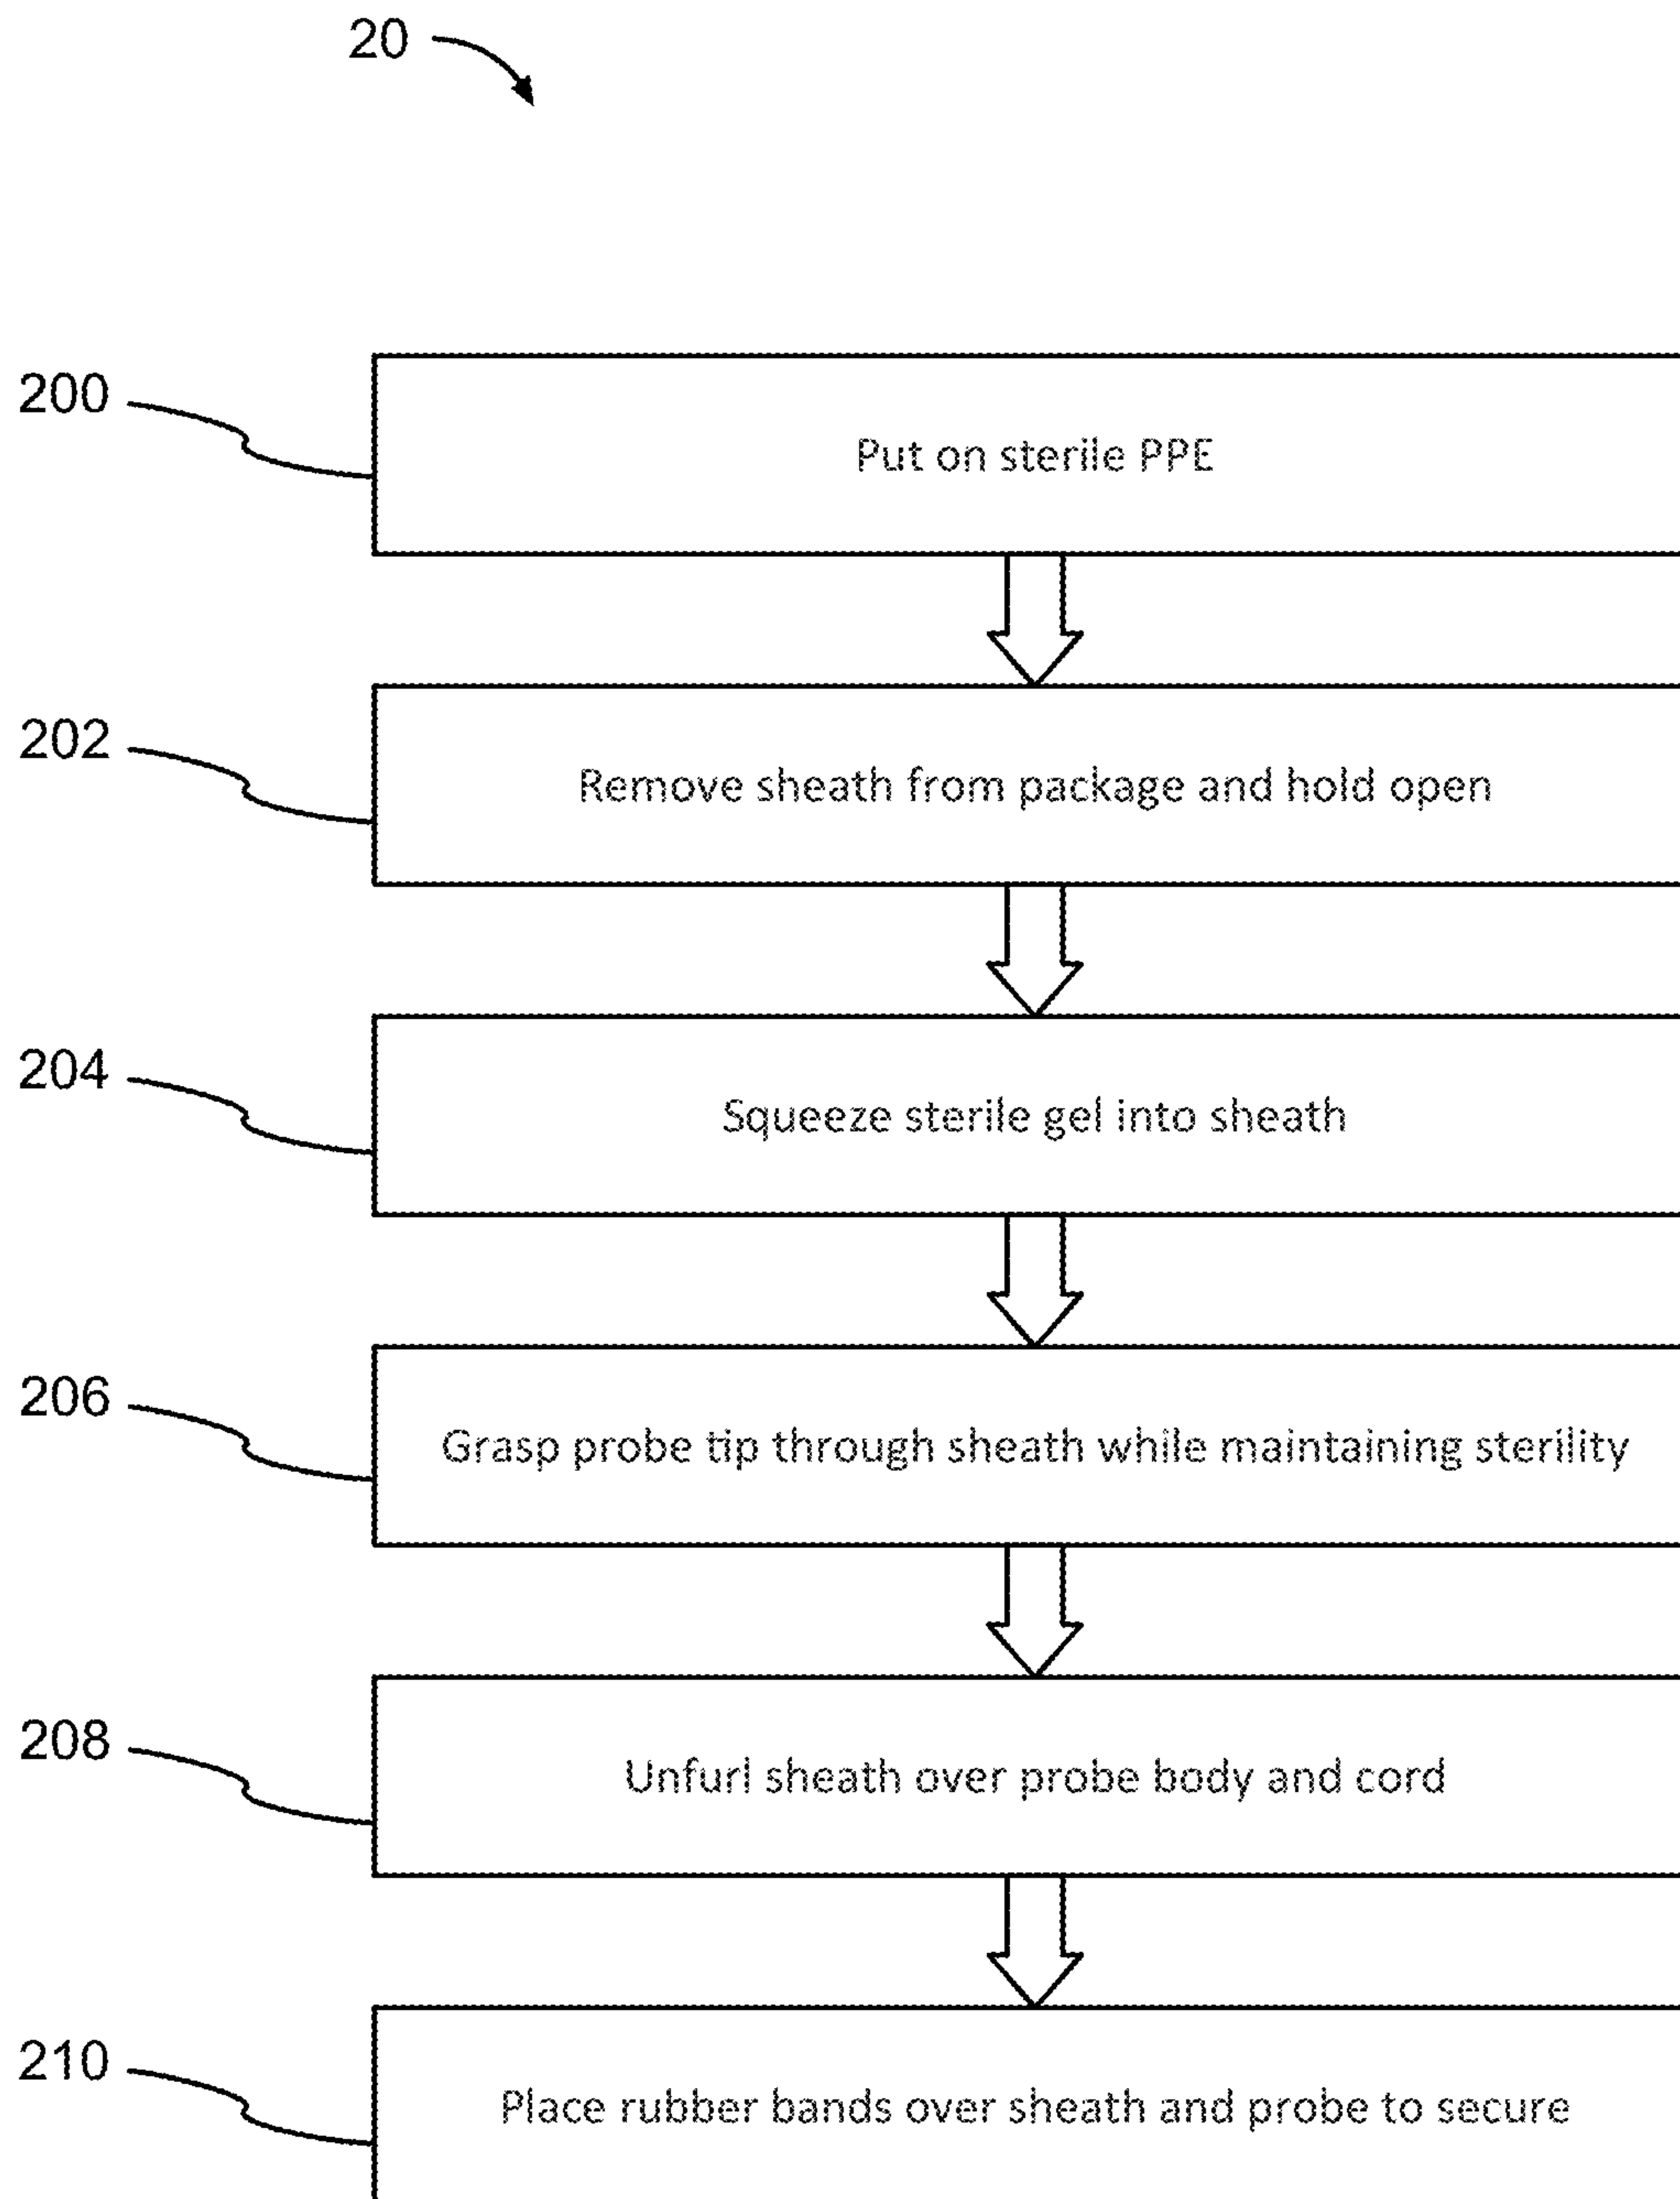 20
200
Put on sterile PPE
202
Remove sheath from package and hold open
204
Squeeze sterile gel into sheath
206
Grasp probe tip through sheath while maintaining sterility
208
Unfurl sheath over probe body and cord
210
Place rubber bands over sheath and probe to secure